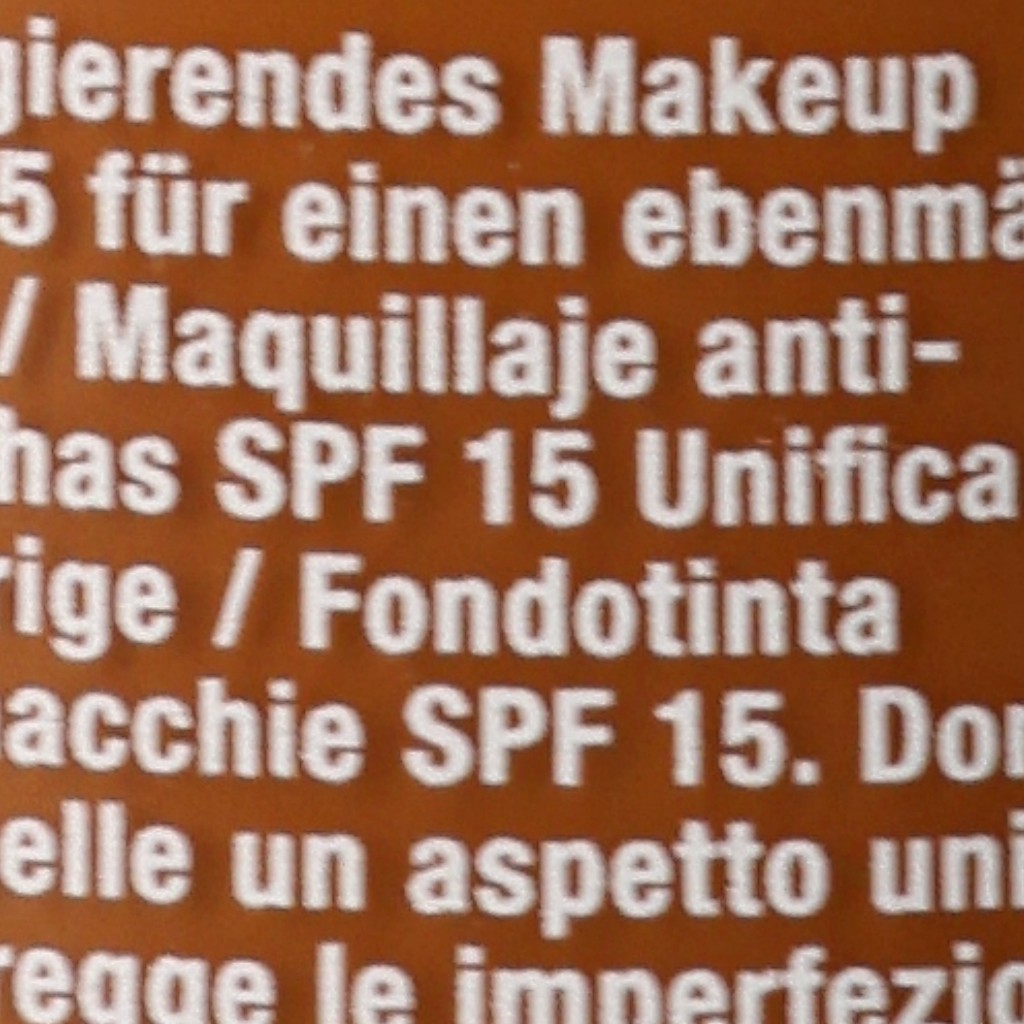 gierendes Makeup
5 für einen ebenmä
/ Maquillaje anti-
has SPF 15 Unifica
rige / Fondotinta
acchie SPF 15. Don
elle un aspetto uni
regge le imperfezio